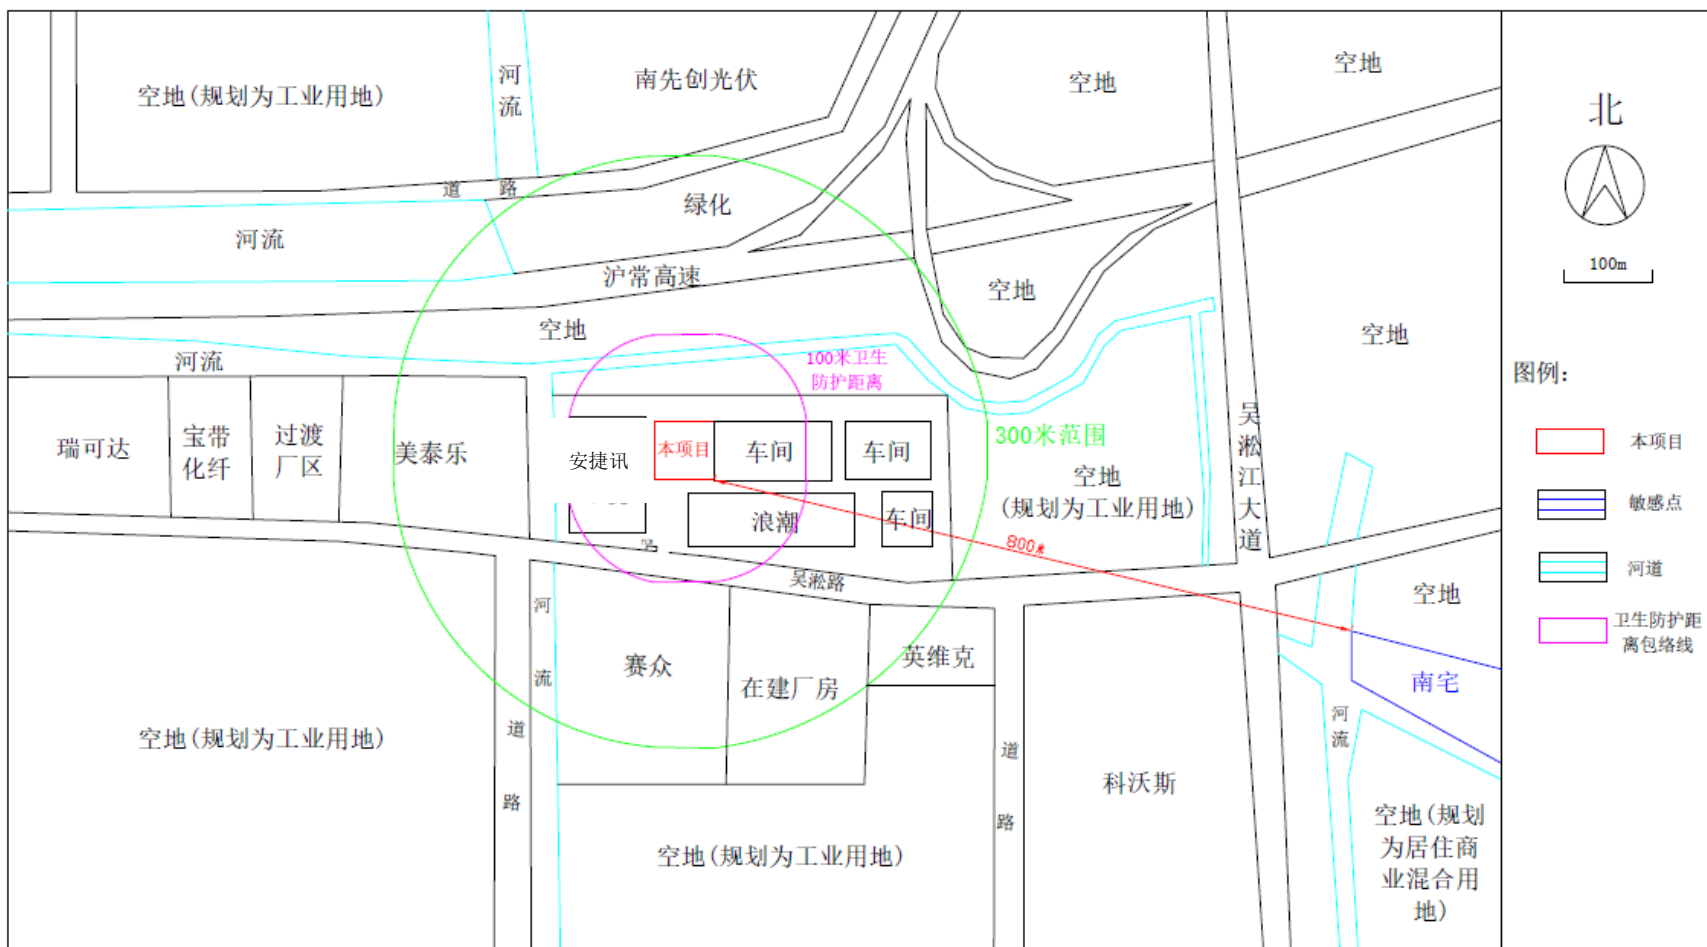 空地(规划为工业用地)
河
流
南先创光伏
空地
空地
北
100m
道
路
绿化
河流
沪常高速
空地
空地
空地
河流
100米卫生
防护距离
图例：
瑞可达
宝带
化纤
过渡
厂区
美泰乐
安捷讯
本项目
车间
车间
300米范围
空地
(规划为工业用地)
吴
淞
江
大
道
本项目
敏感点
浪潮
车间
800米
河道
吴淞路
空地
卫生防护距
离包络线
河
流
赛众
在建厂房
英维克
南宅
空地(规划为工业用地)
道
路
河
流
道
路
科沃斯
空地(规划为工业用地)
空地(规划
为居住商
业混合用
地)